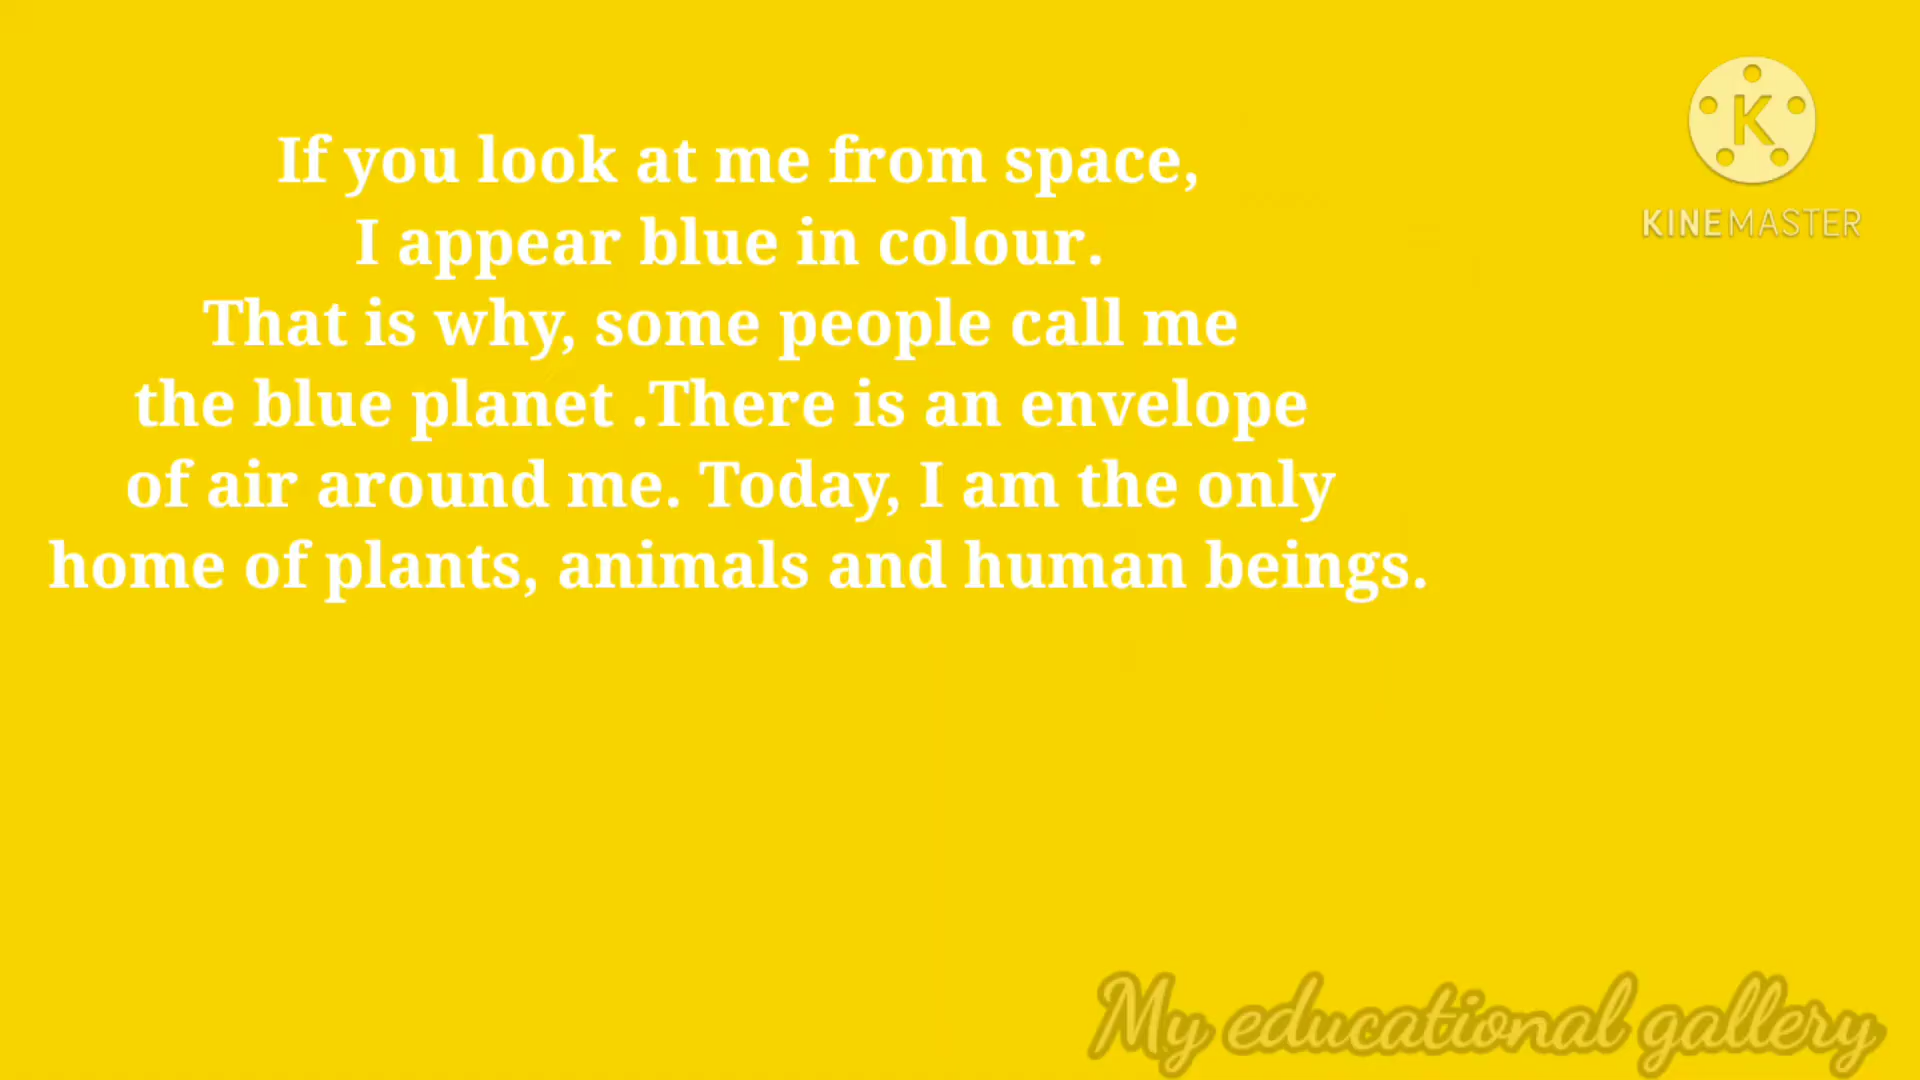 If you look at me from space,
I appear blue in colour.
That is why, some people call me
the blue planet .There is an envelope
of air around me. Today, I am the only
home of plants, animals and human beings.
K
KINEMASTER
My educational gallery